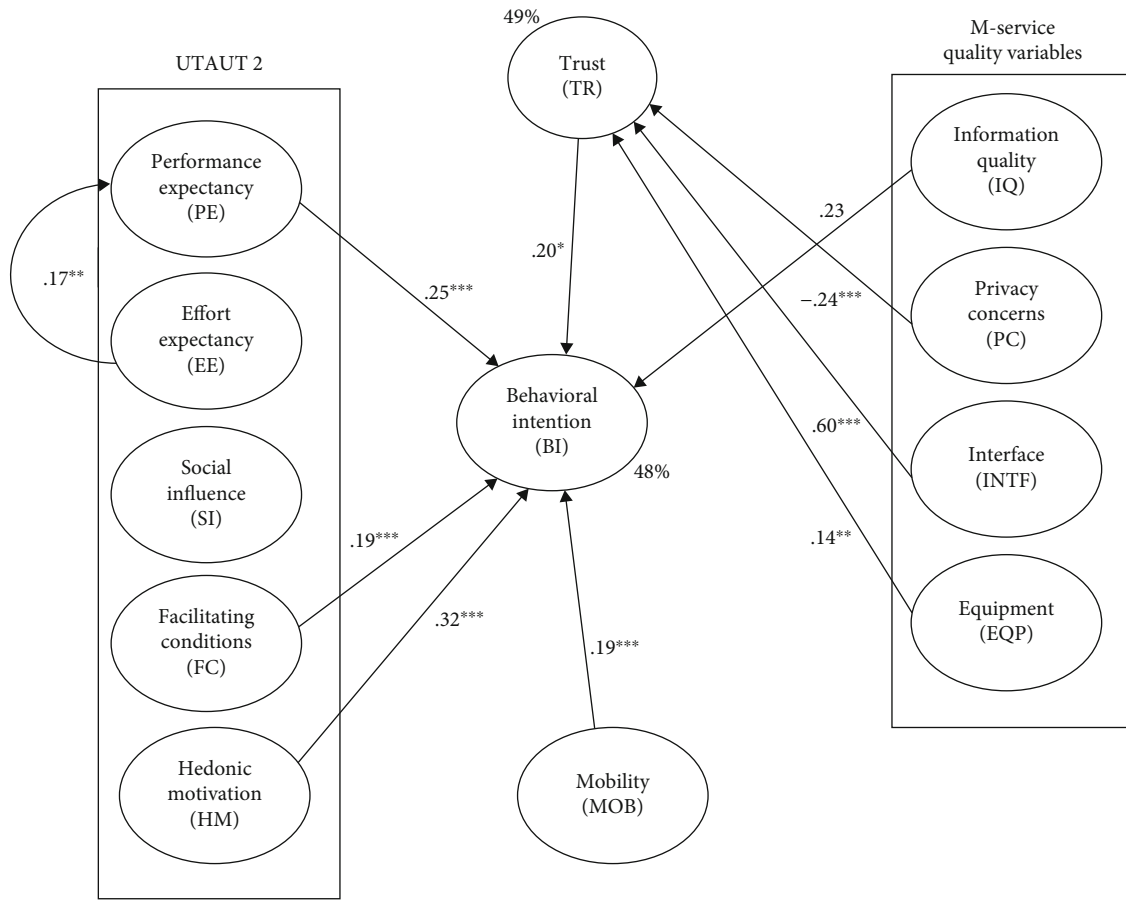 UTAUT 2
Performance
expectancy
(PE)
Effort
expectancy
(EE)
Social
influence
(SI)
Facilitating
conditions
(FC)
Hedonic
motivation
(HM)
.17**
.25***
.19***
.32***
49%
Trust
(TR)
.20*
Behavioral
intention
(BI)
48%
.19***
Mobility
(MOB)
M-service
quality variables
Information
quality
(IQ)
Privacy
concerns
(PC)
Interface
(INTF)
Equipment
(EQP)
.23
−.24***
.60***
.14**